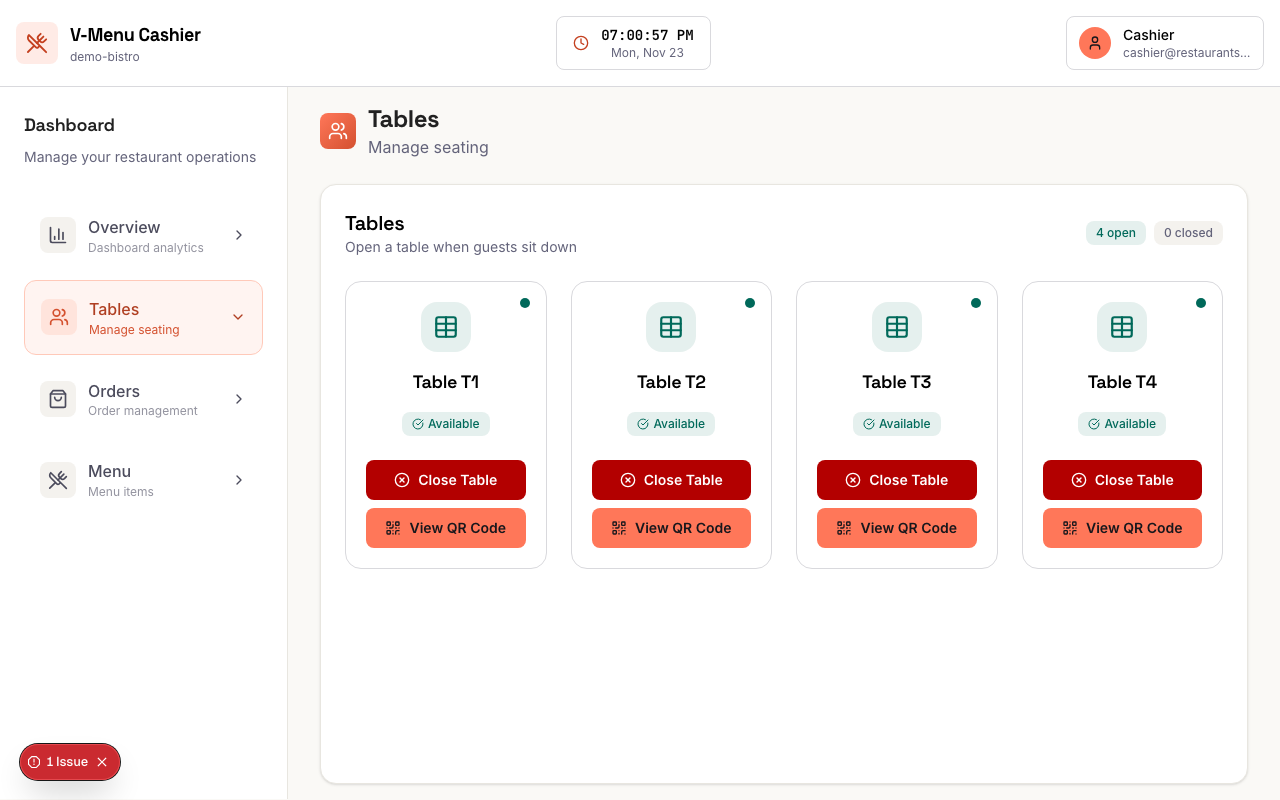 V-Menu Cashier
demo-bistro
07:00:57 PM
Mon, Nov 23
Cashier
cashier@restaurants...
Dashboard
Manage your restaurant operations
Overview
Dashboard analytics
Tables
Manage seating
Orders
Order management
Menu
Menu items
1 Issue
Tables
Manage seating
Tables
Open a table when guests sit down
4 open
0 closed
Table T1
Available
Close Table
View QR Code
Table T2
Available
Close Table
View QR Code
Table T3
Available
Close Table
View QR Code
Table T4
Available
Close Table
View QR Code